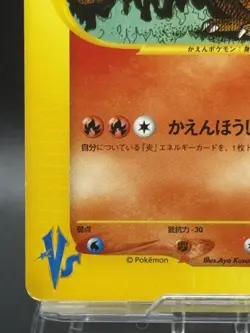 かえんポケモン：身
かえんほうし
自分についている「炎」エネルギーカードを、1枚ト
弱点
抵抗力 -30
© Pokémon
Illus. Aya Kusu
VS